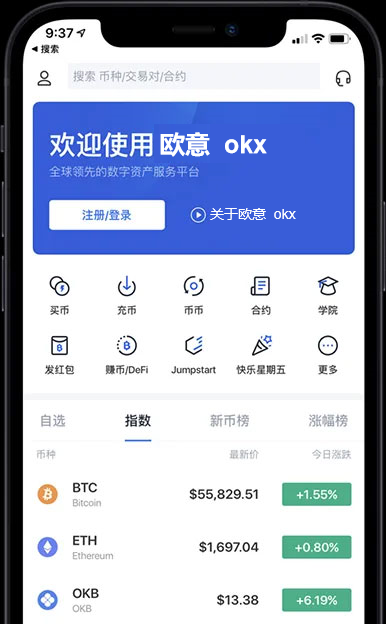 9:37
搜索
搜索 币种/交易对/合约
欢迎使用 欧意 okx
全球领先的数字资产服务平台
注册/登录
关于欧意 okx
买币 充币 币币 合约 学院
发红包 赚币/DeFi Jumpstart 快乐星期五 更多
自选 指数 新币榜 涨幅榜
币种 最新价 今日涨跌
BTC $55,829.51 +1.55%
Bitcoin
ETH $1,697.04 +0.80%
Ethereum
OKB $13.38 +6.19%
OKB